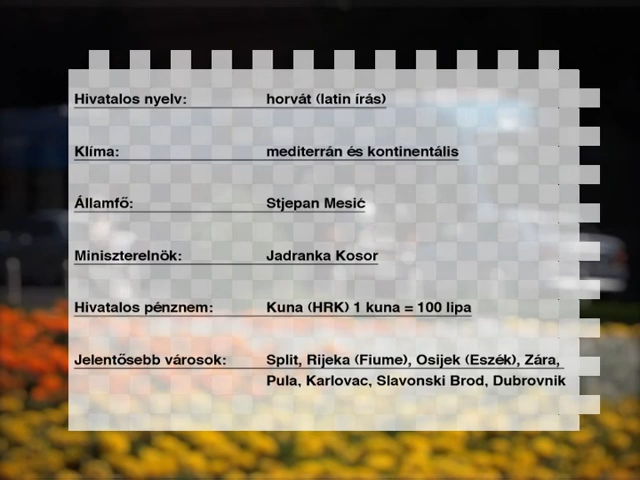 Hivatalos nyelv: horvát (latin írás)
Klíma: mediterrán és kontinentális
Államfő: Stjepan Mesić
Miniszterelnök: Jadranka Kosor
Hivatalos pénznem: Kuna (HRK) 1 kuna = 100 lipa
Jelentősebb városok: Split, Rijeka (Fiume), Osijek (Eszék), Zára,
Pula, Karlovac, Slavonski Brod, Dubrovnik